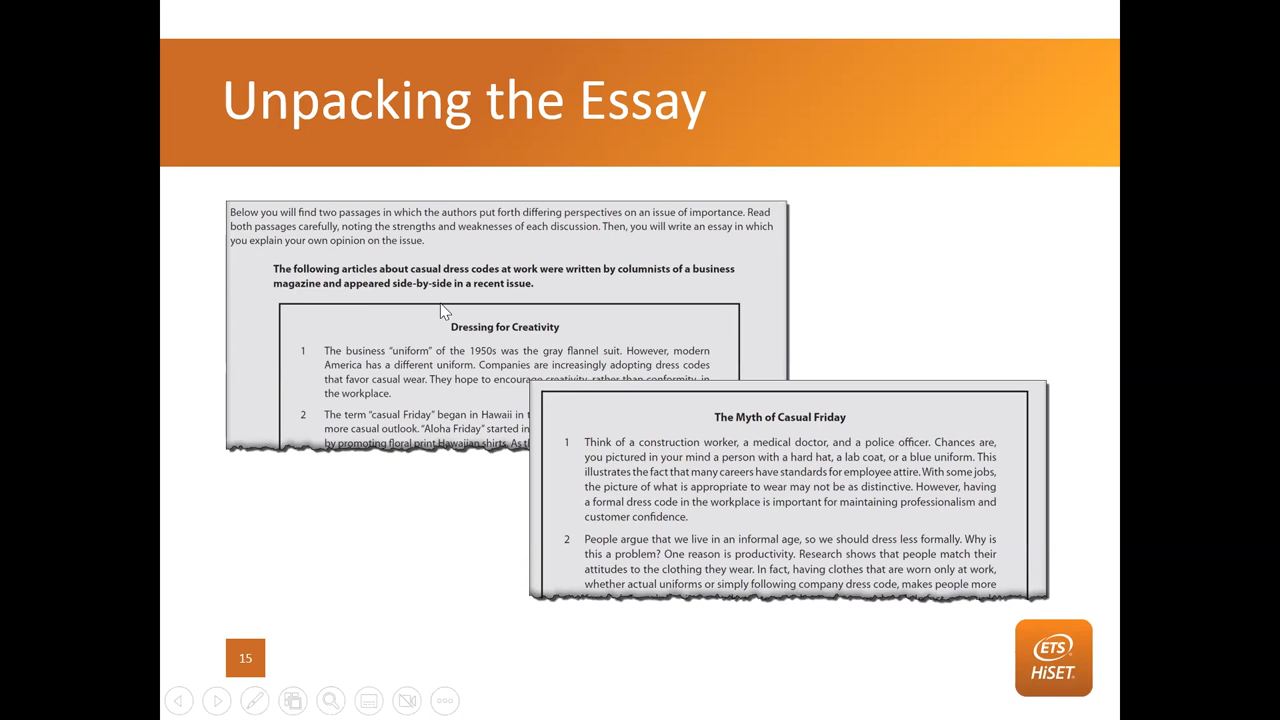 Unpacking the Essay
Below you will find two passages in which the authors put forth differing perspectives on an issue of importance. Read
both passages carefully, noting the strengths and weaknesses of each discussion. Then, you will write an essay in which
you explain your own opinion on the issue.
The following articles about casual dress codes at work were written by columnists of a business
magazine and appeared side-by-side in a recent issue.
Dressing for Creativity
1 The business “uniform” of the 1950s was the gray flannel suit. However, modern
America has a different uniform. Companies are increasingly adopting dress codes
that favor casual wear. They hope to encourage creativity, rather than conformity, in
the workplace.
2 The term “casual Friday” began in Hawaii in
more casual outlook. “Aloha Friday” started in
by promoting floral print Hawaiian shirts. As
The Myth of Casual Friday
1 Think of a construction worker, a medical doctor, and a police officer. Chances are,
you pictured in your mind a person with a hard hat, a lab coat, or a blue uniform. This
illustrates the fact that many careers have standards for employee attire. With some jobs,
the picture of what is appropriate to wear may not be as distinctive. However, having
a formal dress code in the workplace is important for maintaining professionalism and
customer confidence.
2 People argue that we live in an informal age, so we should dress less formally. Why is
this a problem? One reason is productivity. Research shows that people match their
attitudes to the clothing they wear. In fact, having clothes that are worn only at work,
whether actual uniforms or simply following company dress code, makes people more
15
ETS
HiSET